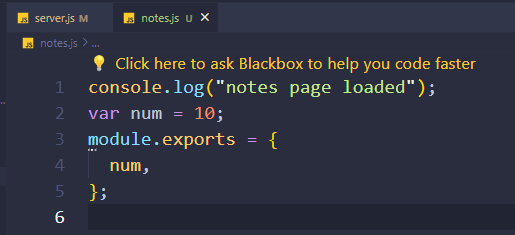 JS server.js M JS notes.js U ×
JS notes.js > ...
Click here to ask Blackbox to help you code faster
1 console.log("notes page loaded");
2 var num = 10;
3 module.exports = {
4 num,
5 };
6